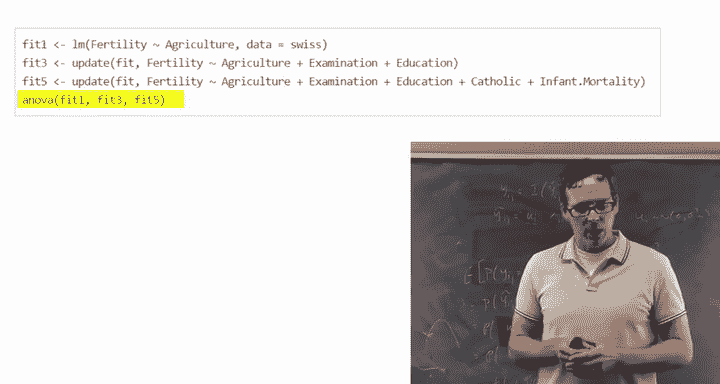 fit1 <- lm(Fertility ~ Agriculture, data = swiss)
fit3 <- update(fit, Fertility ~ Agriculture + Examination + Education)
fit5 <- update(fit, Fertility ~ Agriculture + Examination + Education + Catholic + Infant.Mortality)
anova(fit1, fit3, fit5)